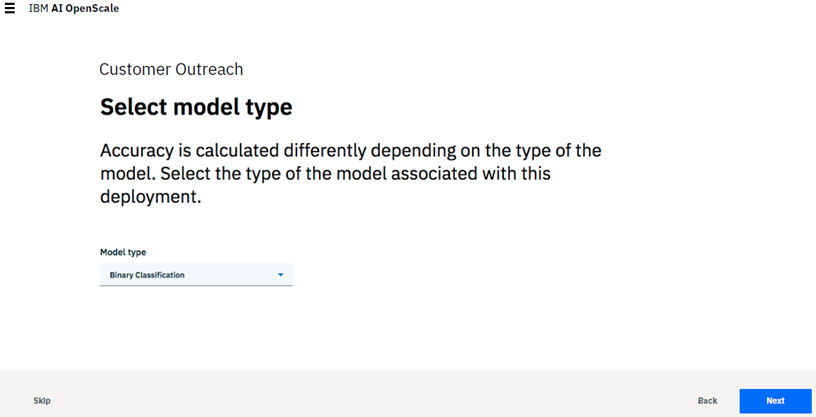 IBM AI OpenScale
Customer Outreach
Select model type
Accuracy is calculated differently depending on the type of the
model. Select the type of the model associated with this
deployment.
Model type
Binary Classification
Skip
Back
Next